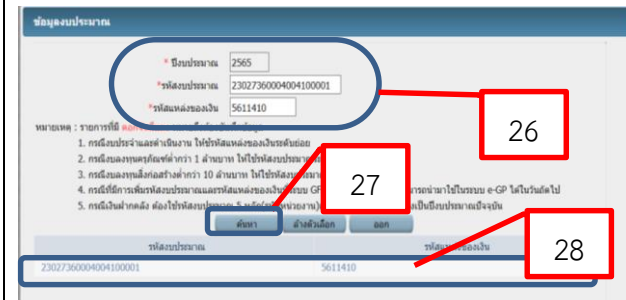 ข้อมูลงบประมาณ
* ปีงบประมาณ 2565
*รหัสงบประมาณ 23027360004004100001
*รหัสแหล่งของเงิน 5611410
26
หมายเหตุ : รายการที่มี
1. กรณีงบประจำและดำเนินงาน ให้ใช้รหัสแหล่งของเงินระดับย่อย
2. กรณีงบลงทุนครุภัณฑ์ต่ำกว่า 1 ล้านบาท ให้ใช้รหัสงบประมาณ
3. กรณีงบลงทุนสิ่งก่อสร้างต่ำกว่า 10 ล้านบาท ให้ใช้รหัสงบประมาณ
27
4. กรณีที่มีการเพิ่มรหัสงบประมาณและรหัสแหล่งของเงินในระบบ GF นำมาใช้ในระบบ e-GP ได้ในวันถัดไป
5. กรณีเงินฝากคลัง ต้องใช้รหัสงบประมาณ 5 หลัก เป็นปีงบประมาณปัจจุบัน
ค้นหา ล้างตัวเลือก ออก
รหัสงบประมาณ รหัสแหล่งของเงิน
28
23027360004004100001 5611410